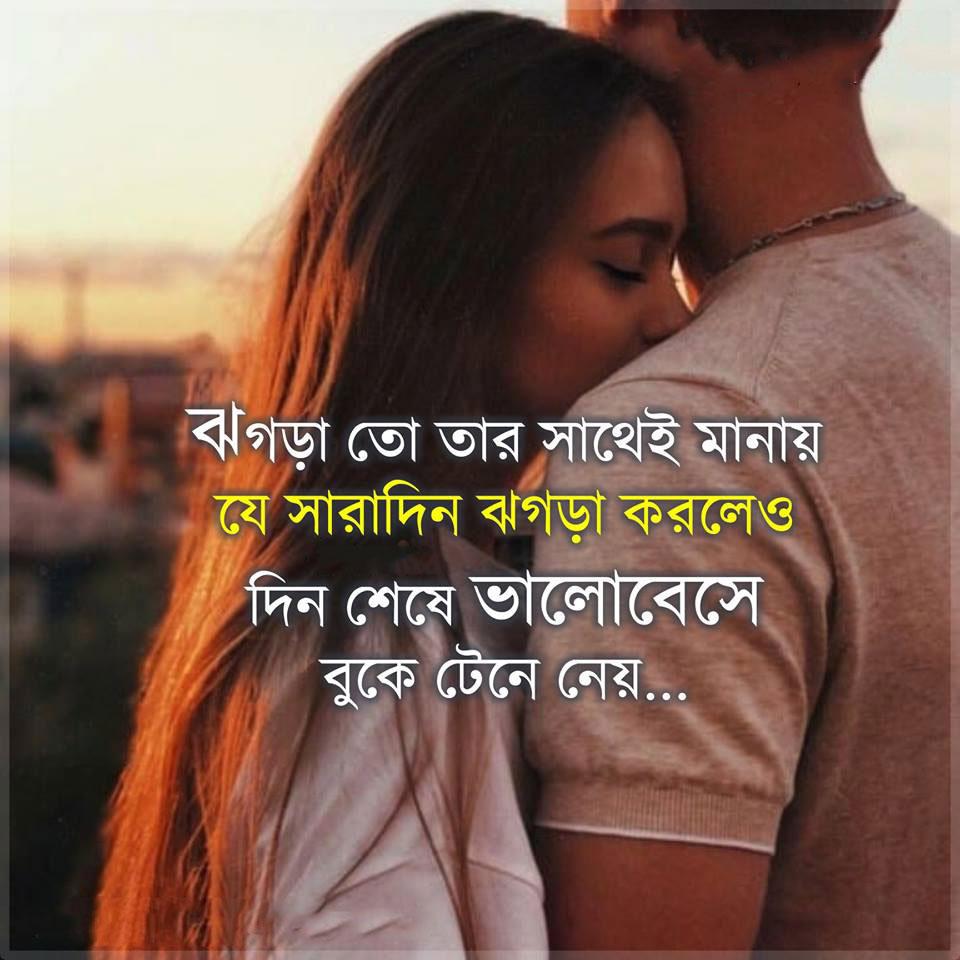 ঝগড়া তো তার সাথেই মানায়
যে সারাদিন ঝগড়া করলেও
দিন শেষে ভালোবেসে
বুকে টেনে নেয়...